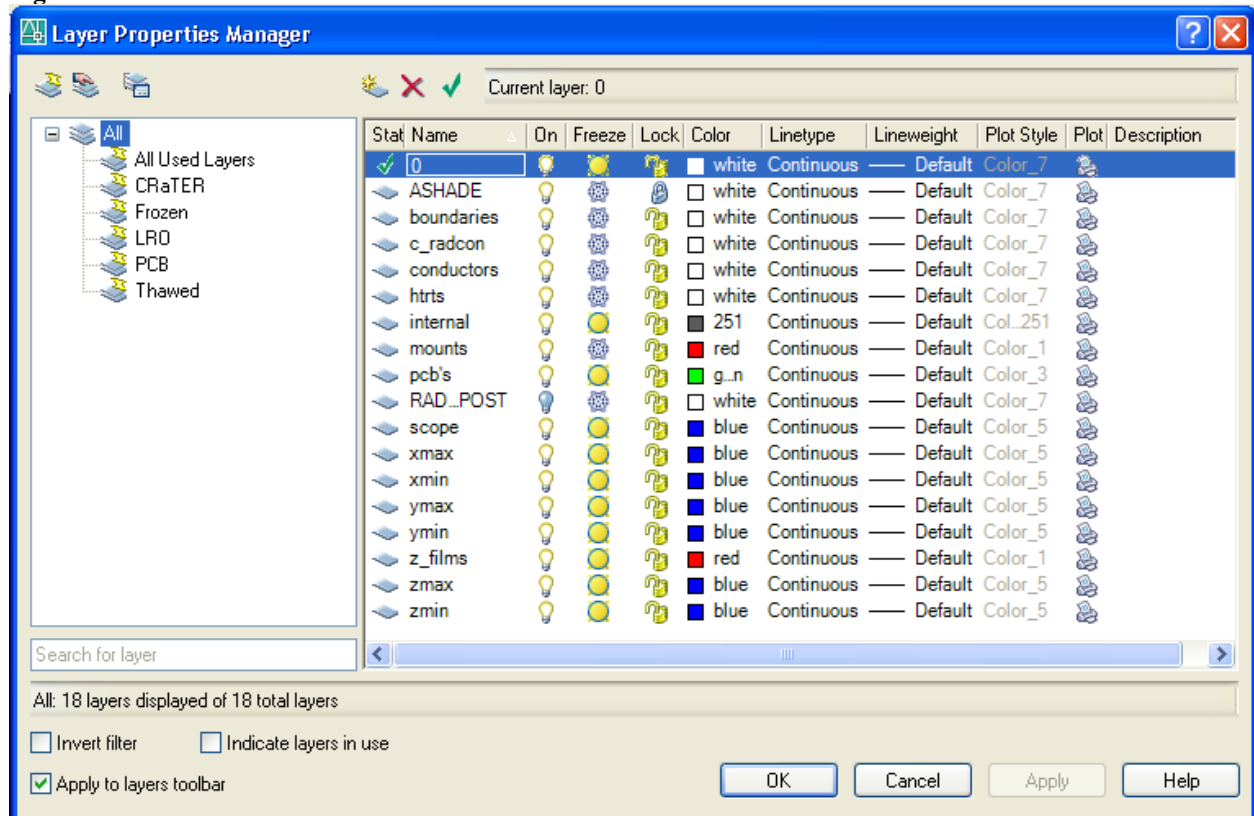 Layer Properties Manager
Current layer: 0
All
All Used Layers
CRaTER
Frozen
LRO
PCB
Thawed
Search for layer
Stat Name On Freeze Lock Color Linetype Lineweight Plot Style Plot Description
0 white Continuous Default Color_7
ASHADE white Continuous Default Color_7
boundaries white Continuous Default Color_7
c_radcon white Continuous Default Color_7
conductors white Continuous Default Color_7
htrts white Continuous Default Color_7
internal 251 Continuous Default Col...251
mounts red Continuous Default Color_1
pcb's g...n Continuous Default Color_3
RAD...POST white Continuous Default Color_7
scope blue Continuous Default Color_5
xmax blue Continuous Default Color_5
xmin blue Continuous Default Color_5
ymax blue Continuous Default Color_5
ymin blue Continuous Default Color_5
z_films red Continuous Default Color_1
zmax blue Continuous Default Color_5
zmin blue Continuous Default Color_5
All: 18 layers displayed of 18 total layers
Invert filter Indicate layers in use
Apply to layers toolbar
OK Cancel Apply Help